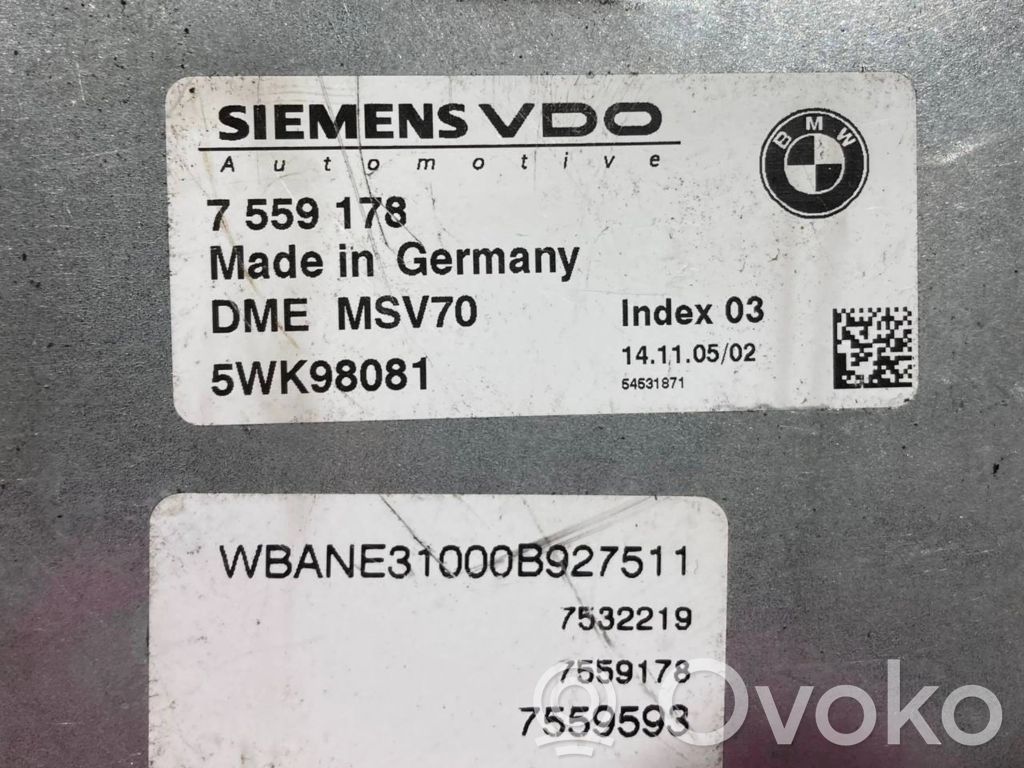 SIEMENS VDO
Automotive
BMW
7 559 178
Made in Germany
DME MSV70
Index 03
14.11.05/02
5WK98081
54531871
WBANE31000B927511
7532219
7559178
7559593
Ovoko